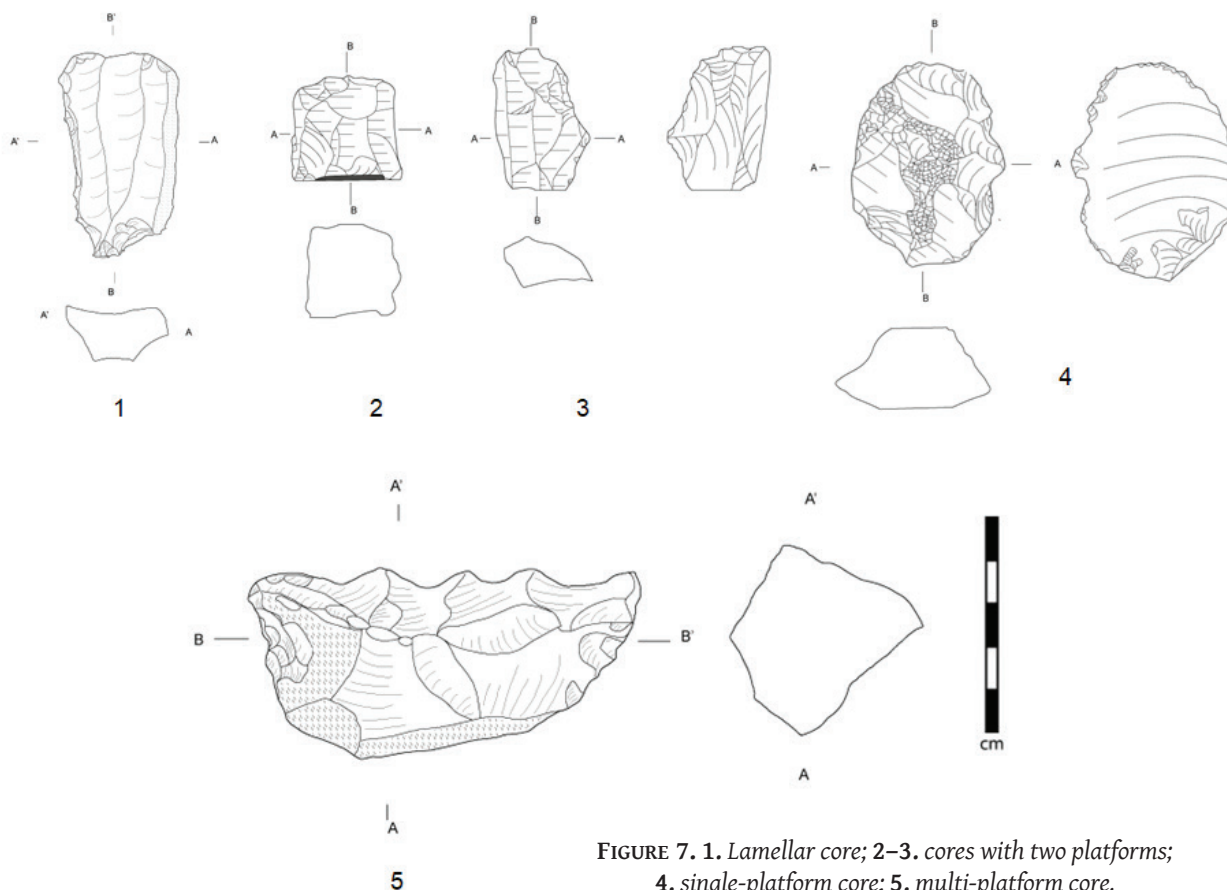 B'
B
B
B
A'
A
A
A
A
A
A
A
B
B
B
B
A'
A
1
2
3
4
A'
A'
B
B'
cm
A
A
5
FIGURE 7. 1. Lamellar core; 2–3. cores with two platforms;
4. single-platform core; 5. multi-platform core.